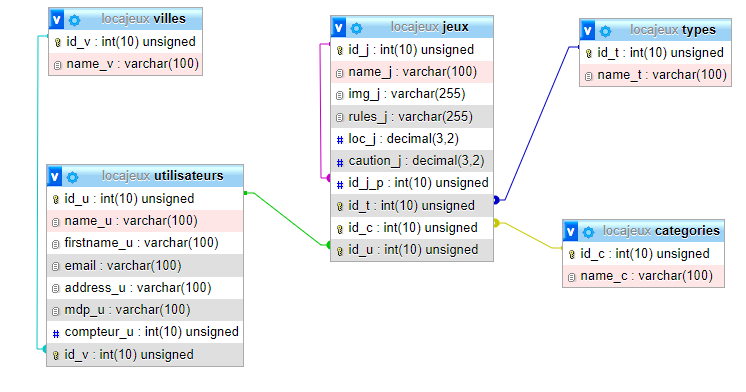 locajeux villes
id_v : int(10) unsigned
name_v : varchar(100)
locajeux utilisateurs
id_u : int(10) unsigned
name_u : varchar(100)
firstname_u : varchar(100)
email : varchar(100)
address_u : varchar(100)
mdp_u : varchar(100)
# compteur_u : int(10) unsigned
id_v : int(10) unsigned
locajeux jeux
id_j : int(10) unsigned
name_j : varchar(100)
img_j : varchar(255)
rules_j : varchar(255)
# loc_j : decimal(3,2)
# caution_j : decimal(3,2)
id_j_p : int(10) unsigned
id_t : int(10) unsigned
id_c : int(10) unsigned
id_u : int(10) unsigned
locajeux types
id_t : int(10) unsigned
name_t : varchar(100)
locajeux categories
id_c : int(10) unsigned
name_c : varchar(100)